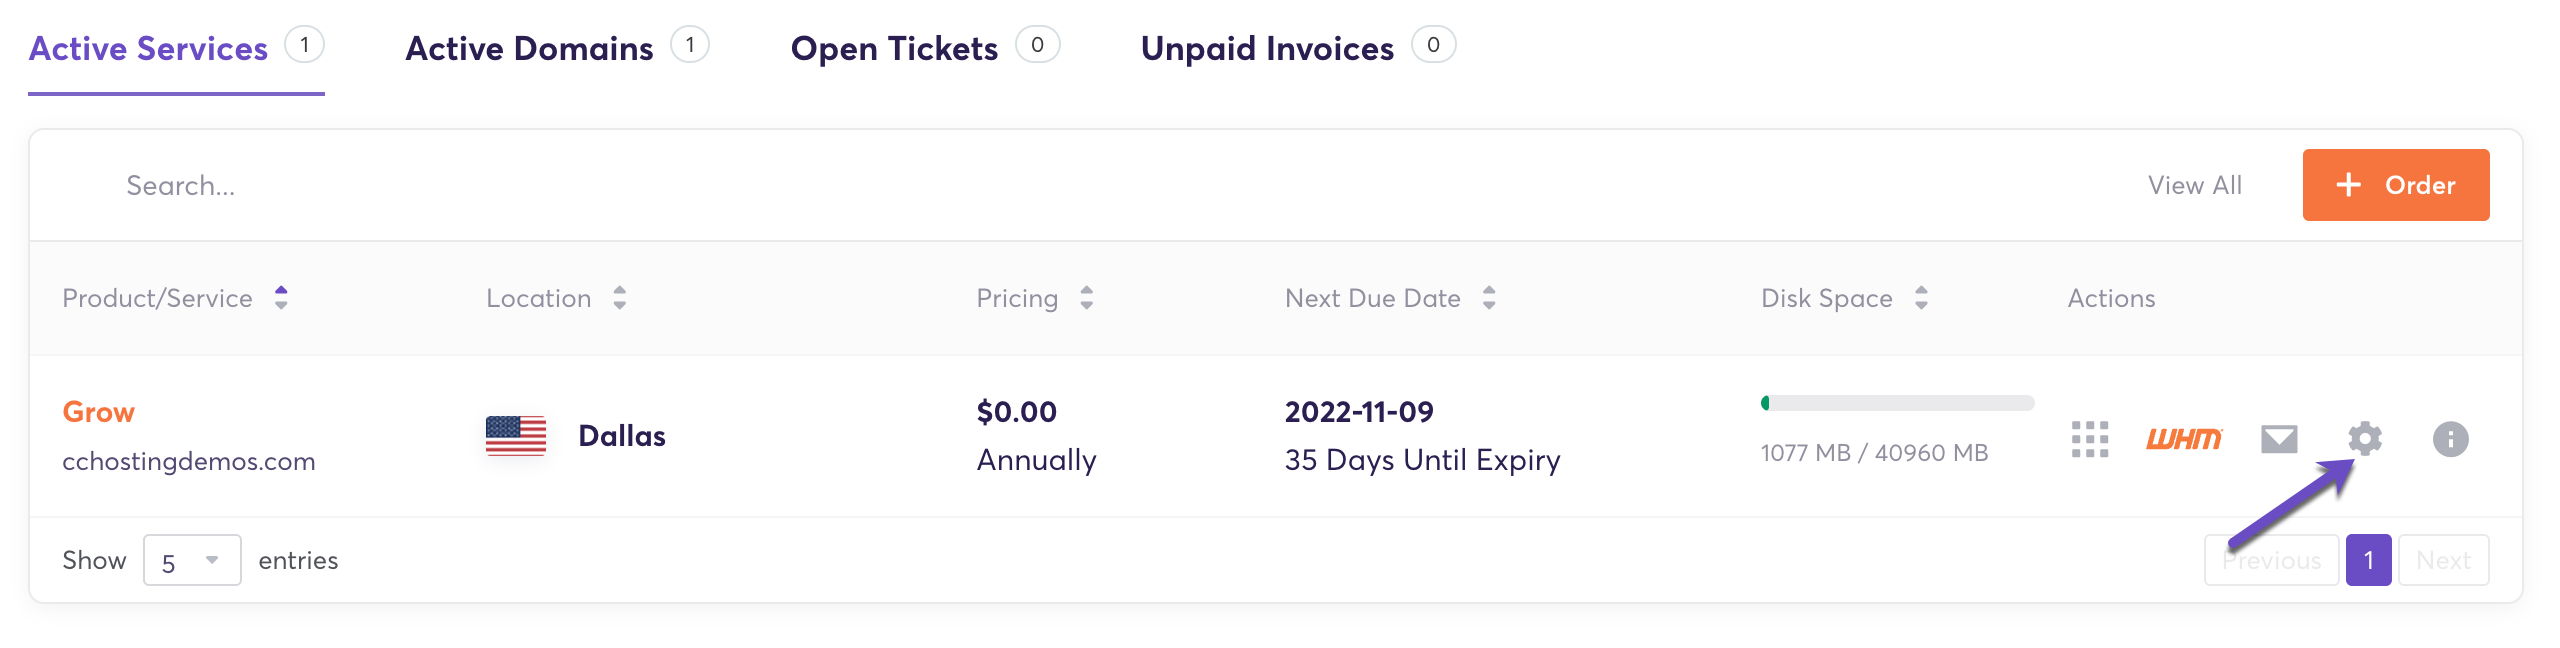 Active Services 1 Active Domains 1 Open Tickets 0 Unpaid Invoices 0
Search... View All + Order
Product/Service Location Pricing Next Due Date Disk Space Actions
Grow $0.00 2022-11-09
Dallas WHM
cchostingdemos.com Annually 35 Days Until Expiry 1077 MB / 40960 MB
Show 5 entries Previous 1 Next